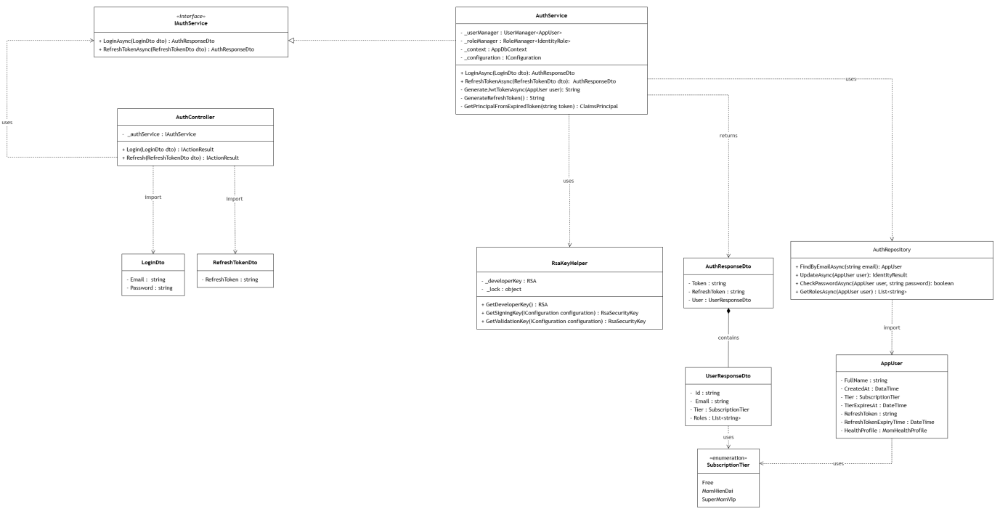 «interface»
IAuthService
+ LoginAsync(LoginDto dto) : AuthResponseDto
+ RefreshTokenAsync(RefreshTokenDto dto) : AuthResponseDto
AuthService
- _userManager : UserManager<AppUser>
- _roleManager : RoleManager<IdentityRole>
- _context : AppDbContext
- _configuration : IConfiguration
+ LoginAsync(LoginDto dto): AuthResponseDto
+ RefreshTokenAsync(RefreshTokenDto dto): AuthResponseDto
- GenerateJwtTokenAsync(AppUser user): String
- GenerateRefreshToken() : String
- GetPrincipalFromExpiredToken(string token) : ClaimsPrincipal
uses
uses
AuthController
- _authService : IAuthService
+ Login(LoginDto dto) : IActionResult
+ Refresh(RefreshTokenDto dto) : IActionResult
returns
uses
import
import
LoginDto
- Email : string
- Password : string
RefreshTokenDto
- RefreshToken : string
RsaKeyHelper
- _developerKey : RSA
- _lock : object
+ GetDeveloperKey() : RSA
+ GetSigningKey(IConfiguration configuration) : RsaSecurityKey
+ GetValidationKey(IConfiguration configuration) : RsaSecurityKey
AuthResponseDto
- Token : string
- RefreshToken : string
- User : UserResponseDto
AuthRepository
+ FindByEmailAsync(string email): AppUser
+ UpdateAsync(AppUser user): IdentityResult
+ CheckPasswordAsync(AppUser user, string password): boolean
+ GetRolesAsync(AppUser user) : List<string>
contains
import
UserResponseDto
- Id : string
- Email : string
- Tier : SubscriptionTier
- Roles : List<string>
AppUser
- FullName : string
- CreatedAt : DataTime
- Tier : SubscriptionTier
- TierExpiresAt : DateTime
- RefreshToken : string
- RefreshTokenExpiryTime : DateTime
- HealthProfile : MomHealthProfile
uses
uses
«enumeration»
SubscriptionTier
Free
MomHienDai
SuperMomVip